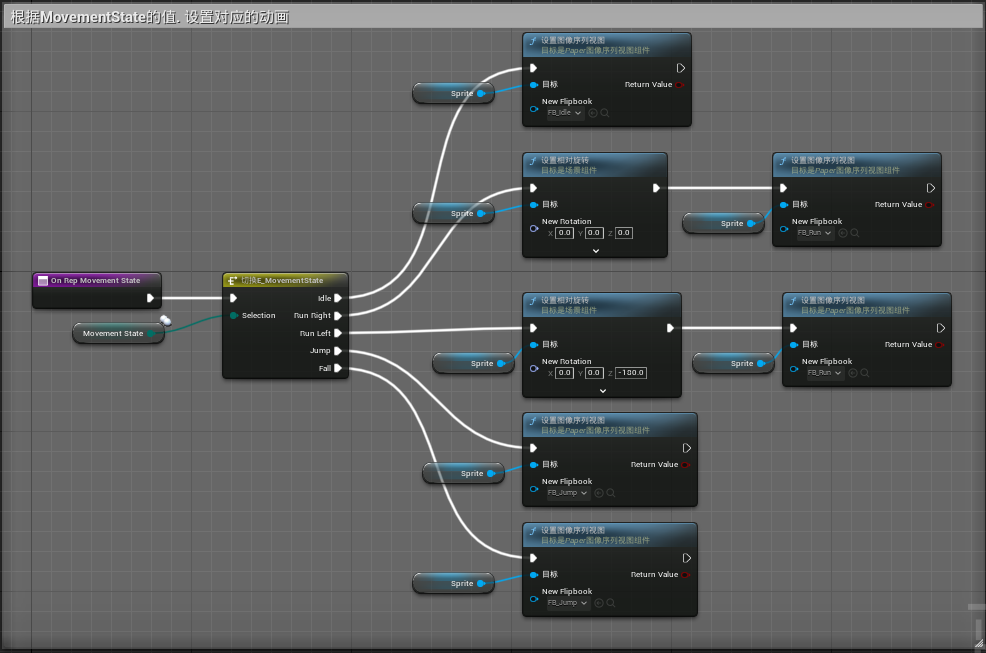 根据MovementState的值, 设置对应的动画
设置图像序列视图
目标是Paper图像序列视图组件
Sprite
目标
Return Value
New Flipbook
FB_Idle
设置相对旋转
目标是场景组件
Sprite
目标
New Rotation
X 0.0 Y 0.0 Z 0.0
设置图像序列视图
目标是Paper图像序列视图组件
Sprite
目标
Return Value
New Flipbook
FB_Run
On Rep Movement State
Movement State
切换E_MovementState
Selection
Idle
Run Right
Run Left
Jump
Fall
设置相对旋转
目标是场景组件
Sprite
目标
New Rotation
X 0.0 Y 0.0 Z -180.0
设置图像序列视图
目标是Paper图像序列视图组件
Sprite
目标
Return Value
New Flipbook
FB_Run
设置图像序列视图
目标是Paper图像序列视图组件
Sprite
目标
Return Value
New Flipbook
FB_Jump
设置图像序列视图
目标是Paper图像序列视图组件
Sprite
目标
Return Value
New Flipbook
FB_Jump